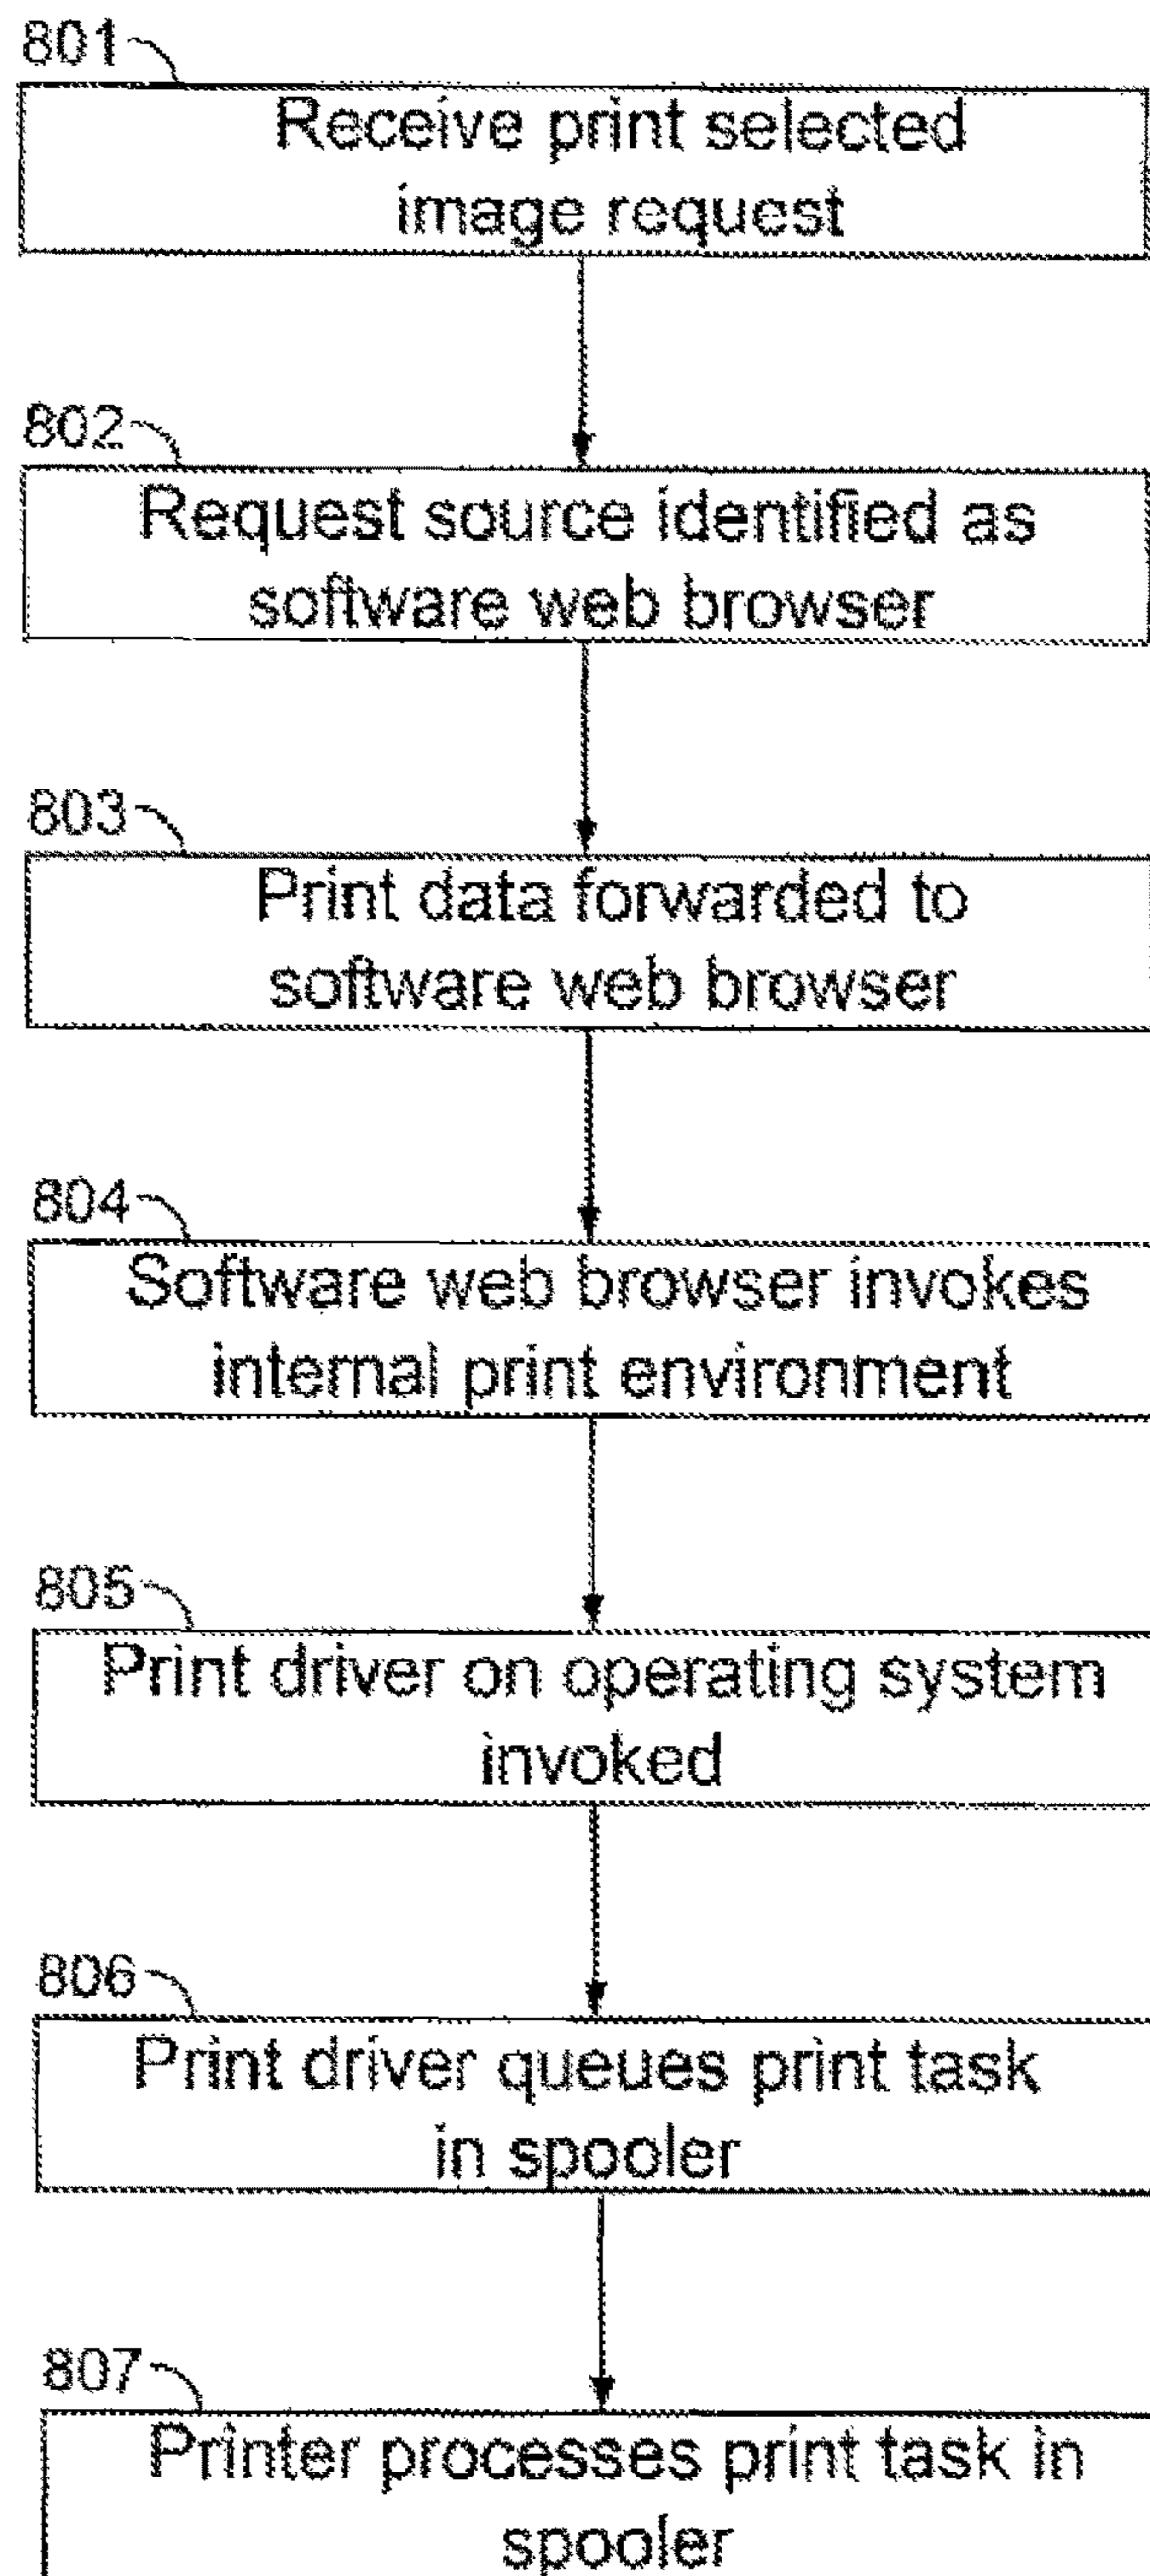 801
Receive print selected
image request
802
Request source identified as
software web browser
803
Print data forwarded to
software web browser
804
Software web browser invokes
internal print environment
805
Print driver on operating system
invoked
806
Print driver queues print task
in spooler
807
Printer processes print task in
spooler